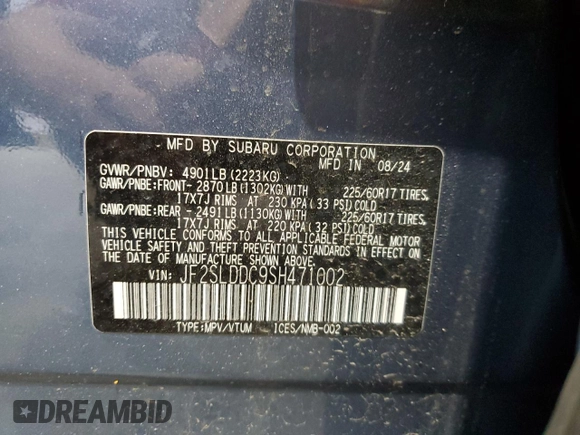 MFD BY SUBARU CORPORATION
GVWR/PNBV: 4901LB(2223KG) MFD IN 08/24
GAWR/PNBE:FRONT- 2870LB(1302KG)WITH 225/60R17 TIRES,
17X7J RIMS AT 230 KPA(33 PSI)COLD
GAWR/PNBE:REAR - 2491LB(1130KG)WITH 225/60R17 TIRES,
17X7J RIMS AT 220 KPA(32 PSI)COLD
THIS VEHICLE CONFORMS TO ALL APPLICABLE FEDERAL MOTOR
VEHICLE SAFETY AND THEFT PREVENTION STANDARDS IN EFFECT ON
THE DATE OF MANUFACTURE SHOWN ABOVE.
VIN: JF2SLDDC9SH471002
TYPE:MPV/VTUM ICES/NMB-002
DREAMBID